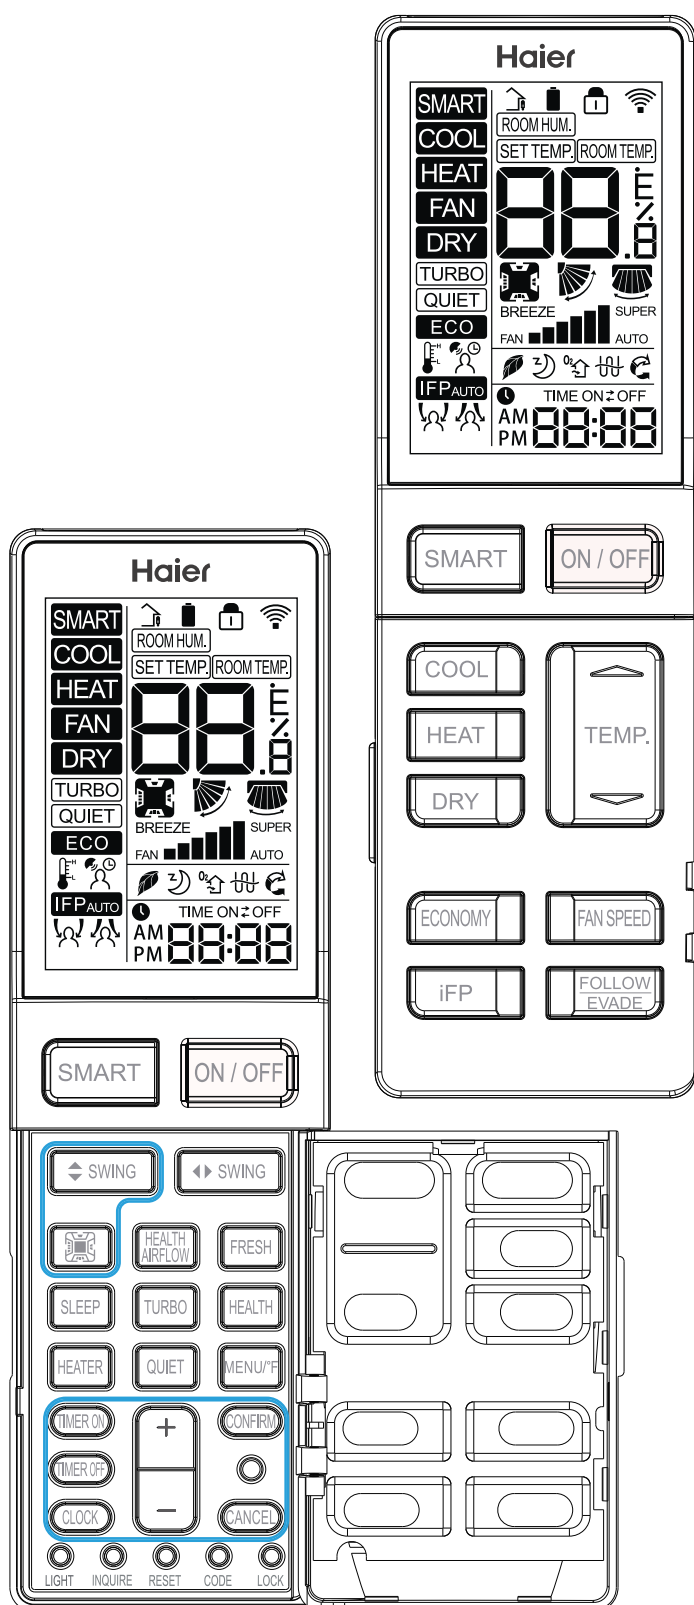 Haier
SMART
COOL
HEAT
FAN
DRY
TURBO
QUIET
ECO
IFP AUTO
ROOM HUM.
SET TEMP. ROOM TEMP.
88 E % .8
BREEZE SUPER
FAN AUTO
TIME ON OFF
AM 88:88
PM
SMART ON / OFF
COOL
HEAT
DRY
TEMP.
ECONOMY FAN SPEED
iFP FOLLOW
EVADE
Haier
SMART
COOL
HEAT
FAN
DRY
TURBO
QUIET
ECO
IFP AUTO
ROOM HUM.
SET TEMP. ROOM TEMP.
88 E % .8
BREEZE SUPER
FAN AUTO
TIME ON OFF
AM 88:88
PM
SMART ON / OFF
SWING SWING
HEALTH
AIRFLOW
FRESH
SLEEP TURBO HEALTH
HEATER QUIET MENU/°F
TIMER ON + CONFIRM
TIMER OFF
CLOCK - CANCEL
LIGHT INQUIRE RESET CODE LOCK